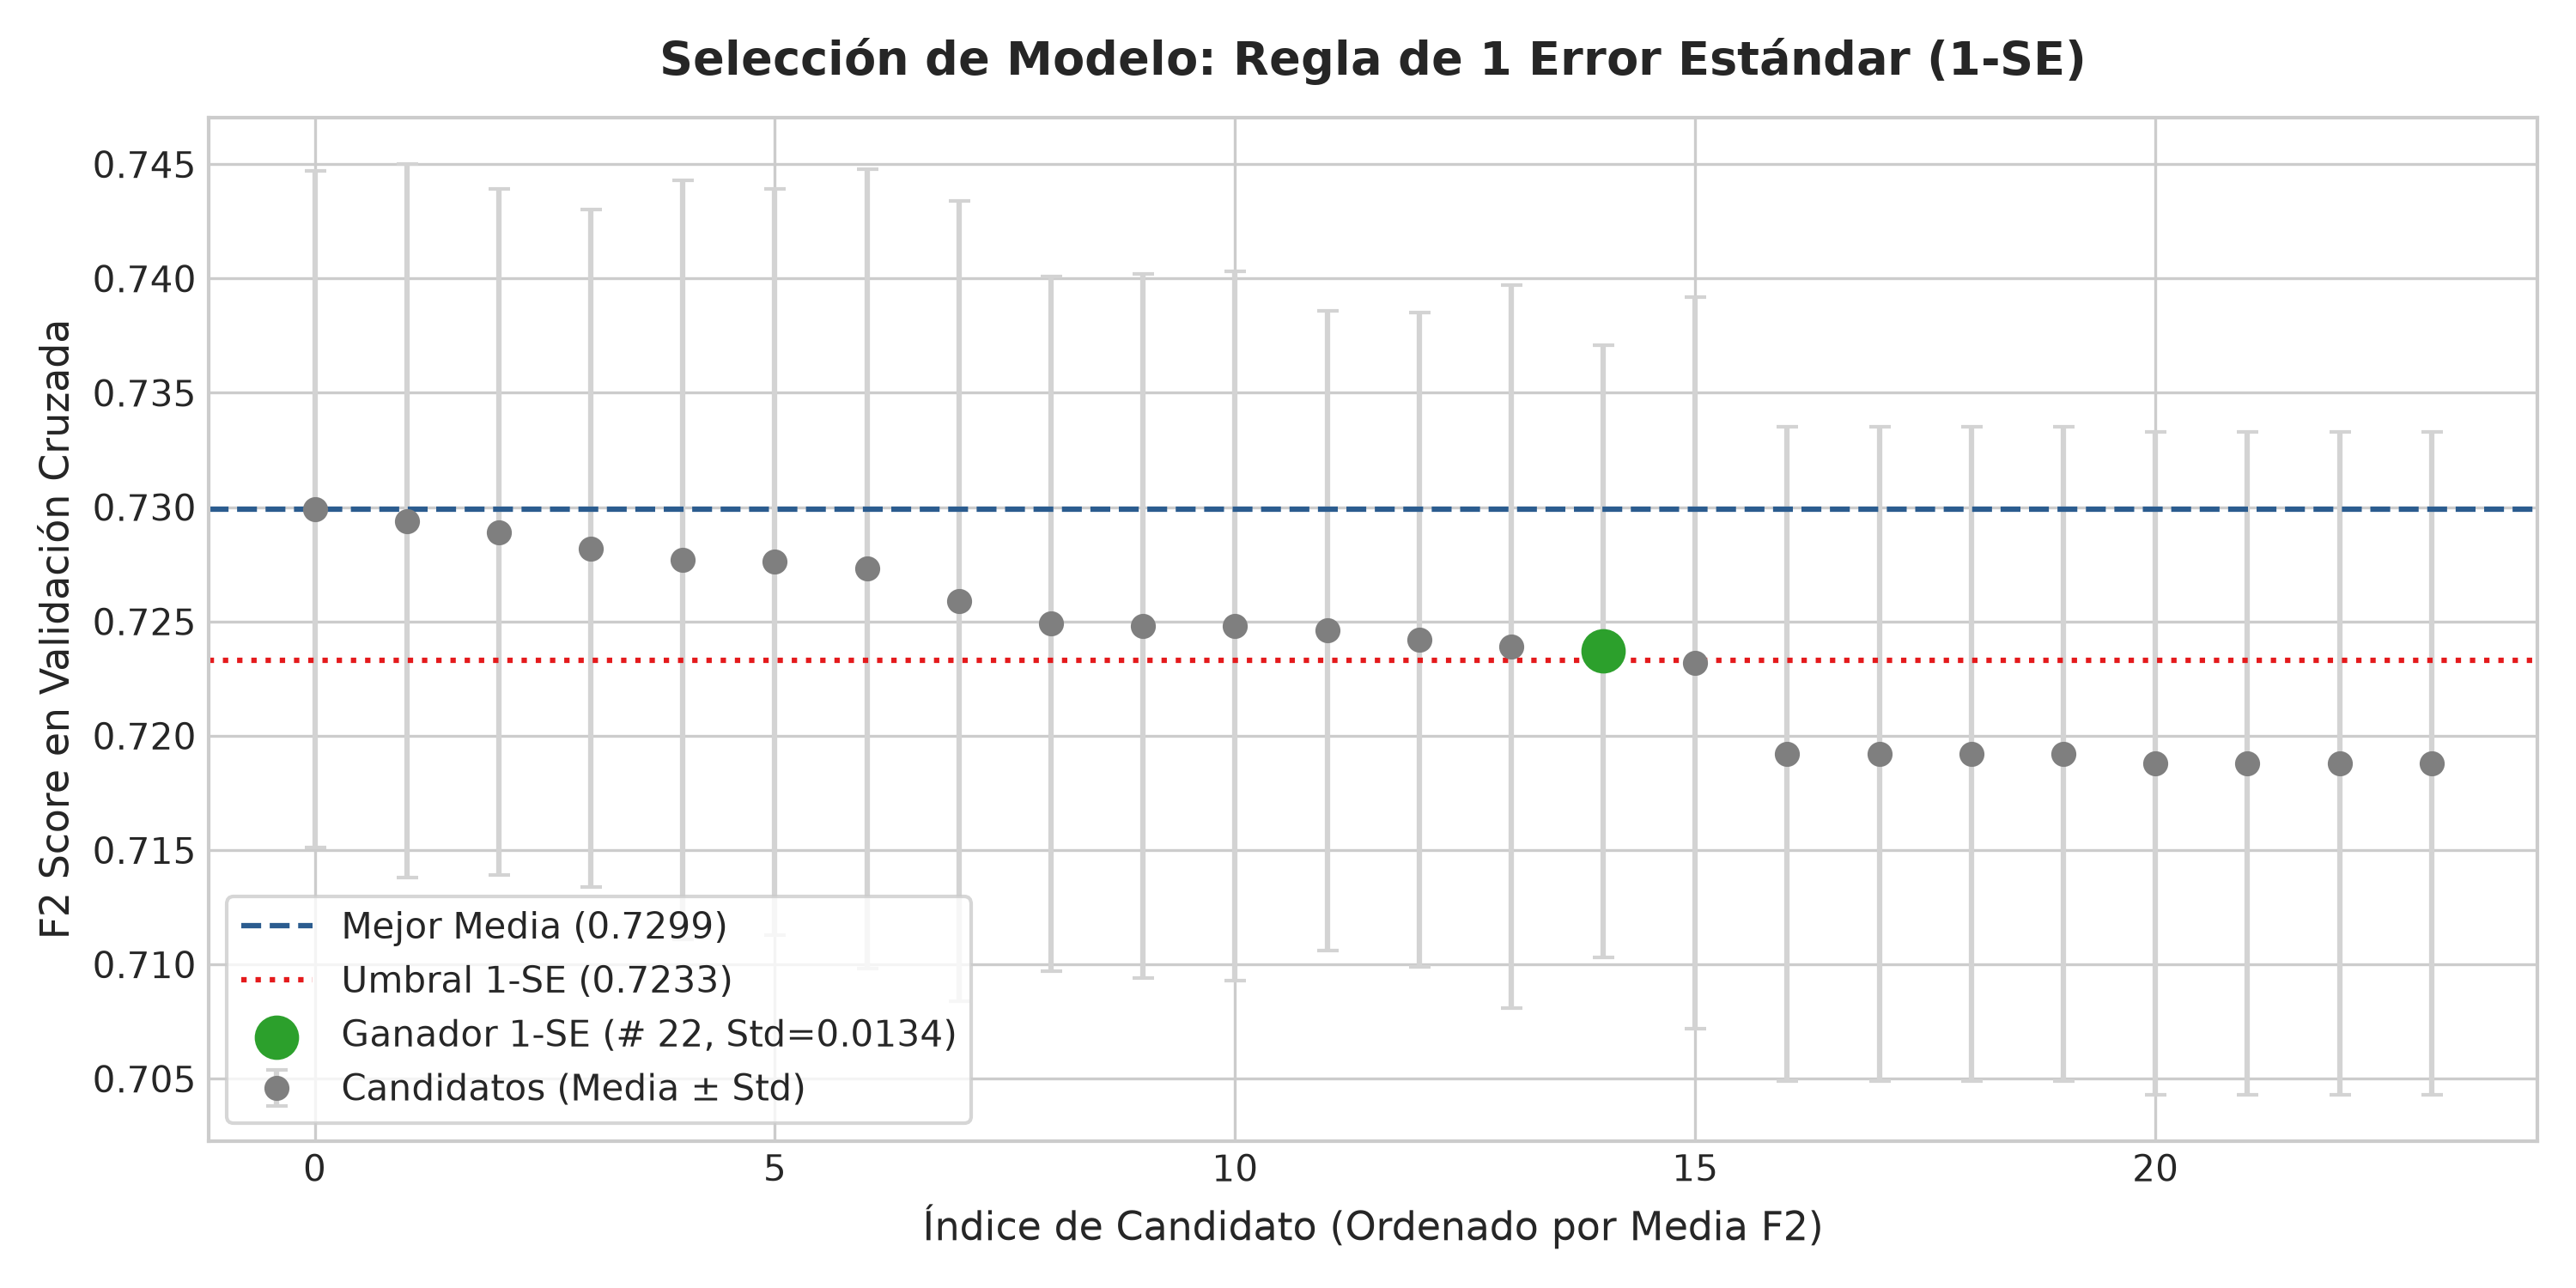 Selección de Modelo: Regla de 1 Error Estándar (1-SE)
F2 Score en Validación Cruzada
0.745
0.740
0.735
0.730
0.725
0.720
0.715
0.710
0.705
Mejor Media (0.7299)
Umbral 1-SE (0.7233)
Ganador 1-SE (# 22, Std=0.0134)
Candidatos (Media ± Std)
0 5 10 15 20
Índice de Candidato (Ordenado por Media F2)